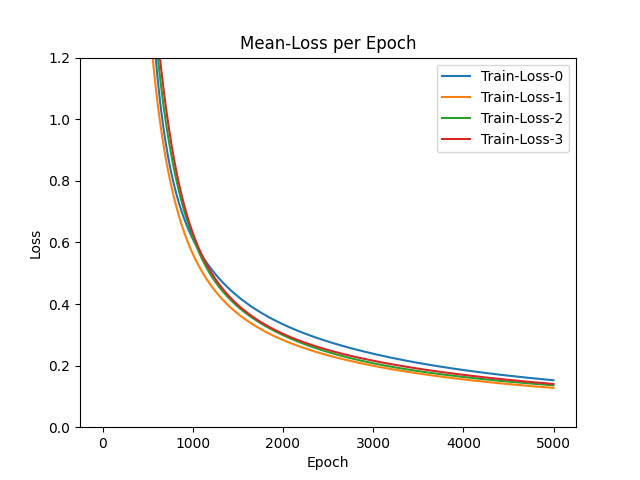 Mean-Loss per Epoch
Train-Loss-0
Train-Loss-1
Train-Loss-2
Train-Loss-3
Loss
1.2
1.0
0.8
0.6
0.4
0.2
0.0
0 1000 2000 3000 4000 5000
Epoch